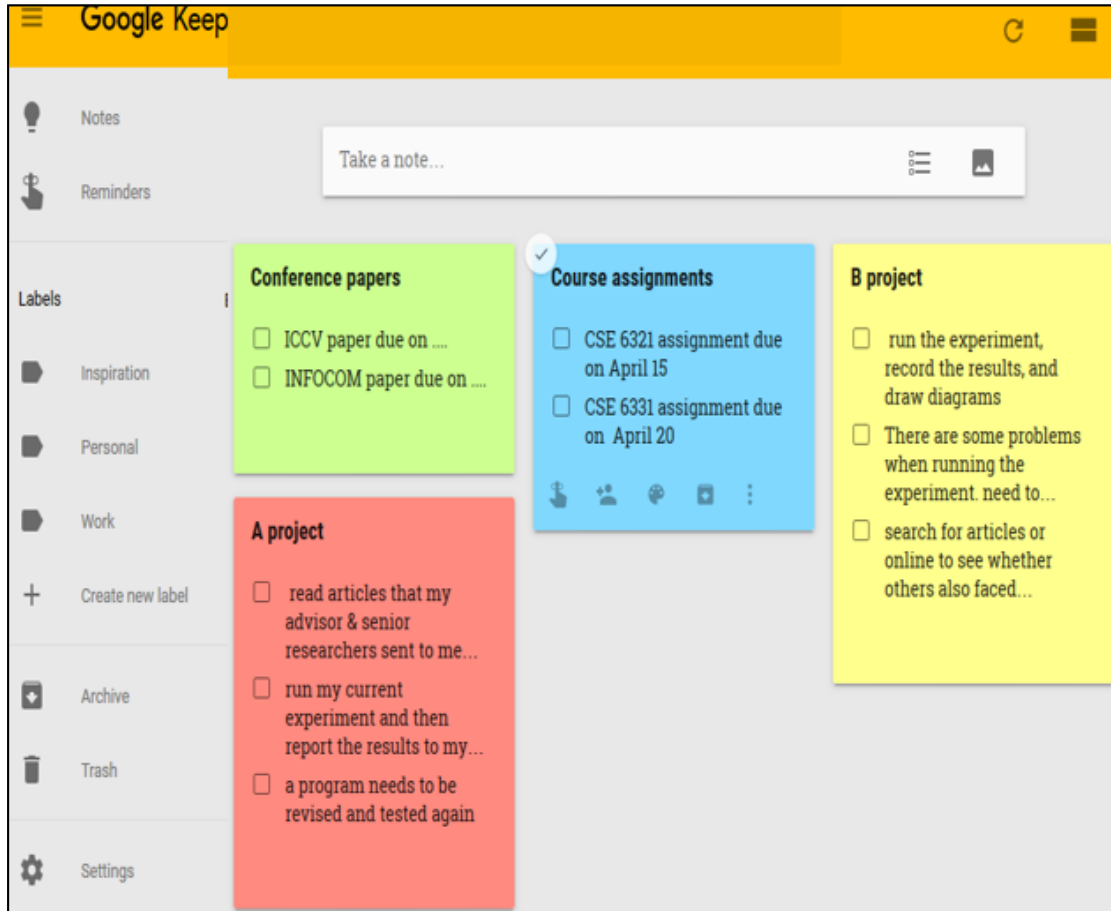 Google Keep
Notes
Reminders
Labels
Inspiration
Personal
Work
Create new label
Archive
Trash
Settings
Take a note...
Conference papers
ICCV paper due on ....
INFOCOM paper due on ....
A project
read articles that my
advisor & senior
researchers sent to me...
run my current
experiment and then
report the results to my...
a program needs to be
revised and tested again
Course assignments
CSE 6321 assignment due
on April 15
CSE 6331 assignment due
on April 20
B project
run the experiment,
record the results, and
draw diagrams
There are some problems
when running the
experiment. need to...
search for articles or
online to see whether
others also faced...